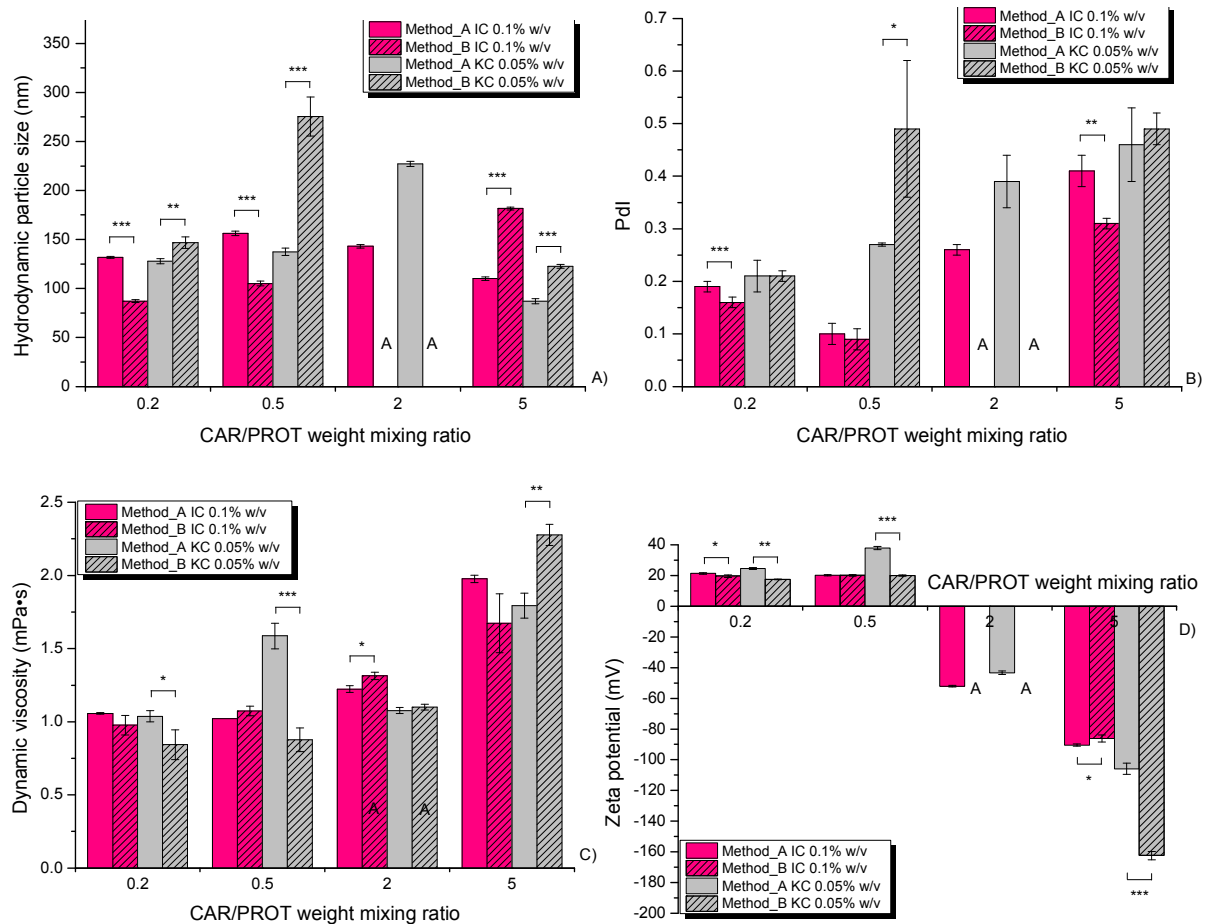 Method_A IC 0.1% w/v
Method_B IC 0.1% w/v
Method_A KC 0.05% w/v
Method_B KC 0.05% w/v
Hydrodynamic particle size (nm)
350
300
250
200
150
100
50
0
***
**
***
***
***
***
A
A
0.2
0.5
2
5
CAR/PROT weight mixing ratio
A)
Method_A IC 0.1% w/v
Method_B IC 0.1% w/v
Method_A KC 0.05% w/v
Method_B KC 0.05% w/v
PdI
0.7
0.6
0.5
0.4
0.3
0.2
0.1
0.0
***
*
**
A
A
0.2
0.5
2
5
CAR/PROT weight mixing ratio
B)
Method_A IC 0.1% w/v
Method_B IC 0.1% w/v
Method_A KC 0.05% w/v
Method_B KC 0.05% w/v
Dynamic viscosity (mPa•s)
2.5
2.0
1.5
1.0
0.5
0.0
*
***
*
**
A
A
0.2
0.5
2
5
CAR/PROT weight mixing ratio
C)
Zeta potential (mV)
40
20
0
-20
-40
-60
-80
-100
-120
-140
-160
-180
-200
*
**
***
CAR/PROT weight mixing ratio
0.2
0.5
2
5
D)
A
A
*
***
Method_A IC 0.1% w/v
Method_B IC 0.1% w/v
Method_A KC 0.05% w/v
Method_B KC 0.05% w/v